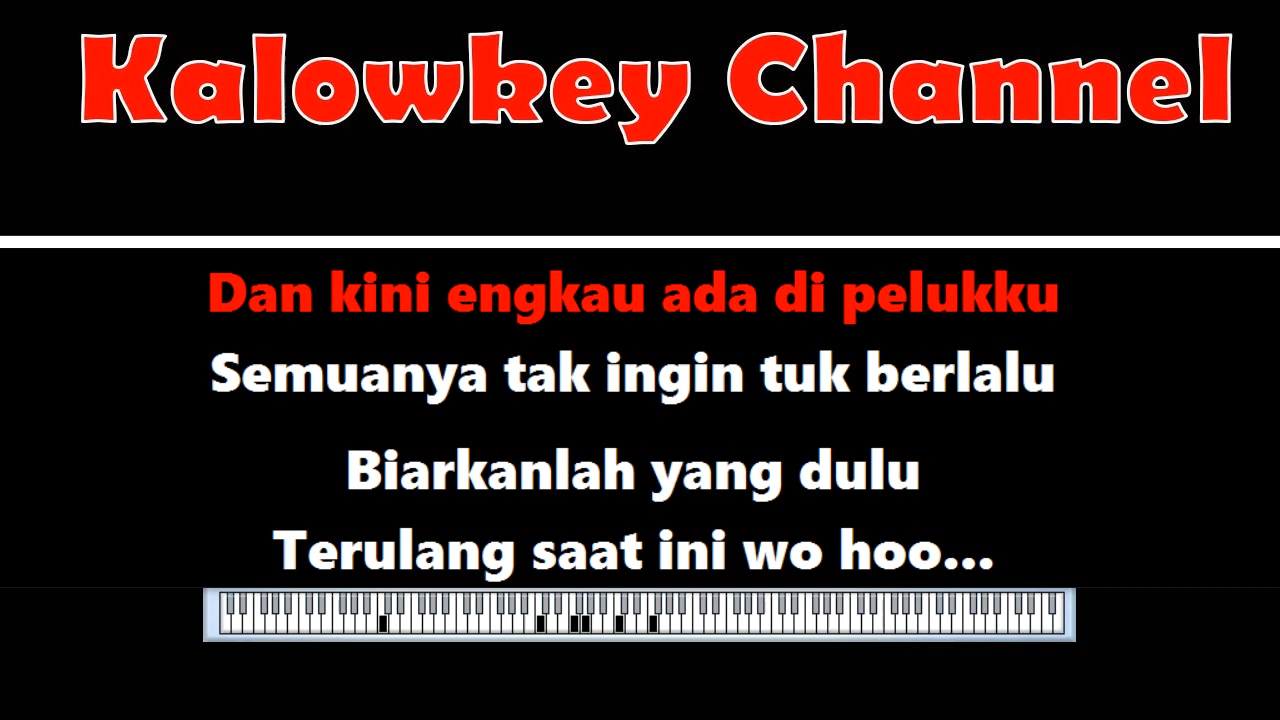 Kalowkey Channel
Dan kini engkau ada di pelukku
Semuanya tak ingin tuk berlalu
Biarkanlah yang dulu
Terulang saat ini wo hoo...